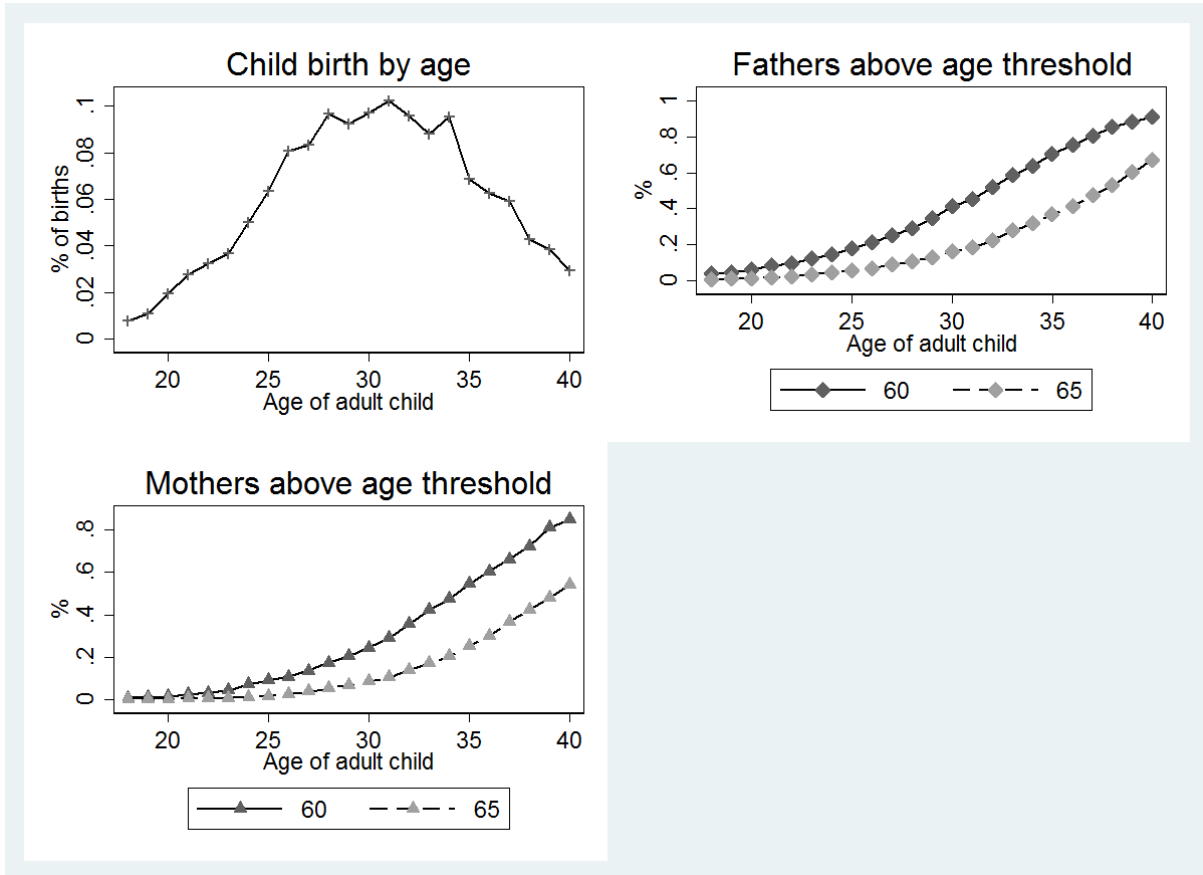 Child birth by age
% of births
.1
.08
.06
.04
.02
0
20 25 30 35 40
Age of adult child
Fathers above age threshold
%
1
.8
.6
.4
.2
0
20 25 30 35 40
Age of adult child
60 65
Mothers above age threshold
%
.8
.6
.4
.2
0
20 25 30 35 40
Age of adult child
60 65